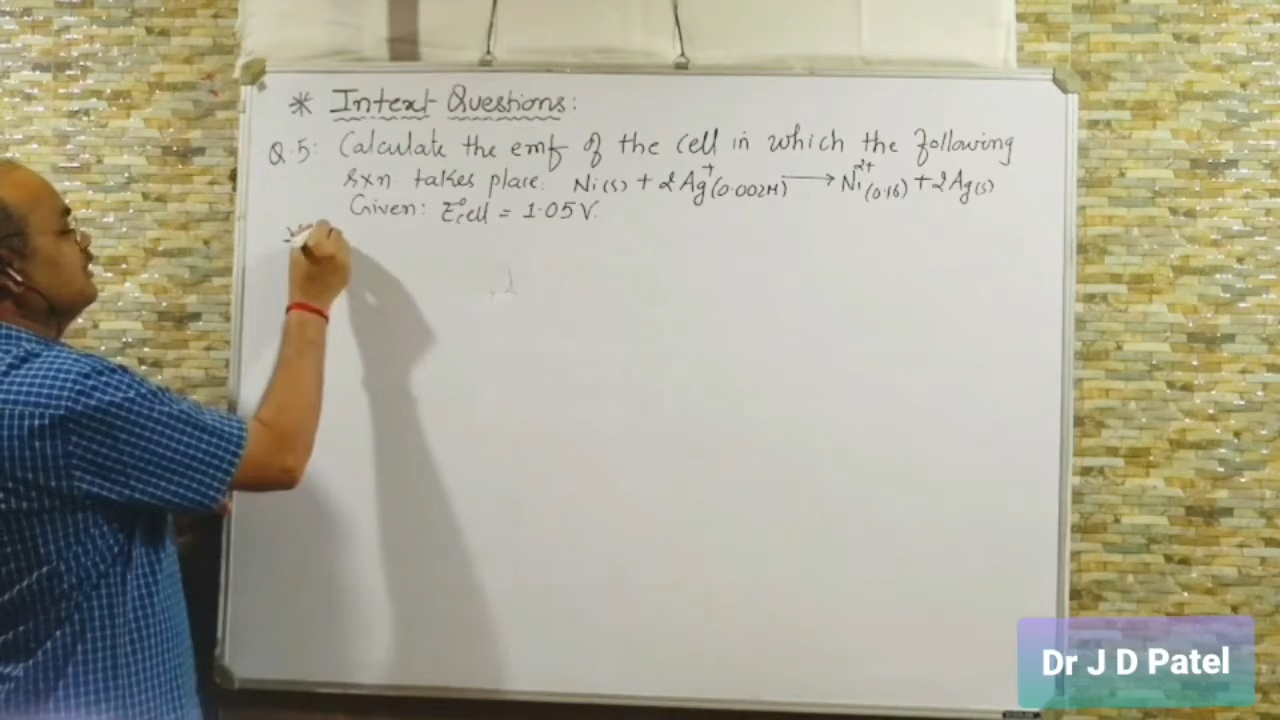 * Intext Questions:
Q.5: Calculate the emf of the cell in which the following
rxn. takes place. Ni(s) + 2Ag⁺(0.002M) → Ni²⁺(0.16) + 2Ag(s)
Given: E°cell = 1.05 V.
Dr J D Patel